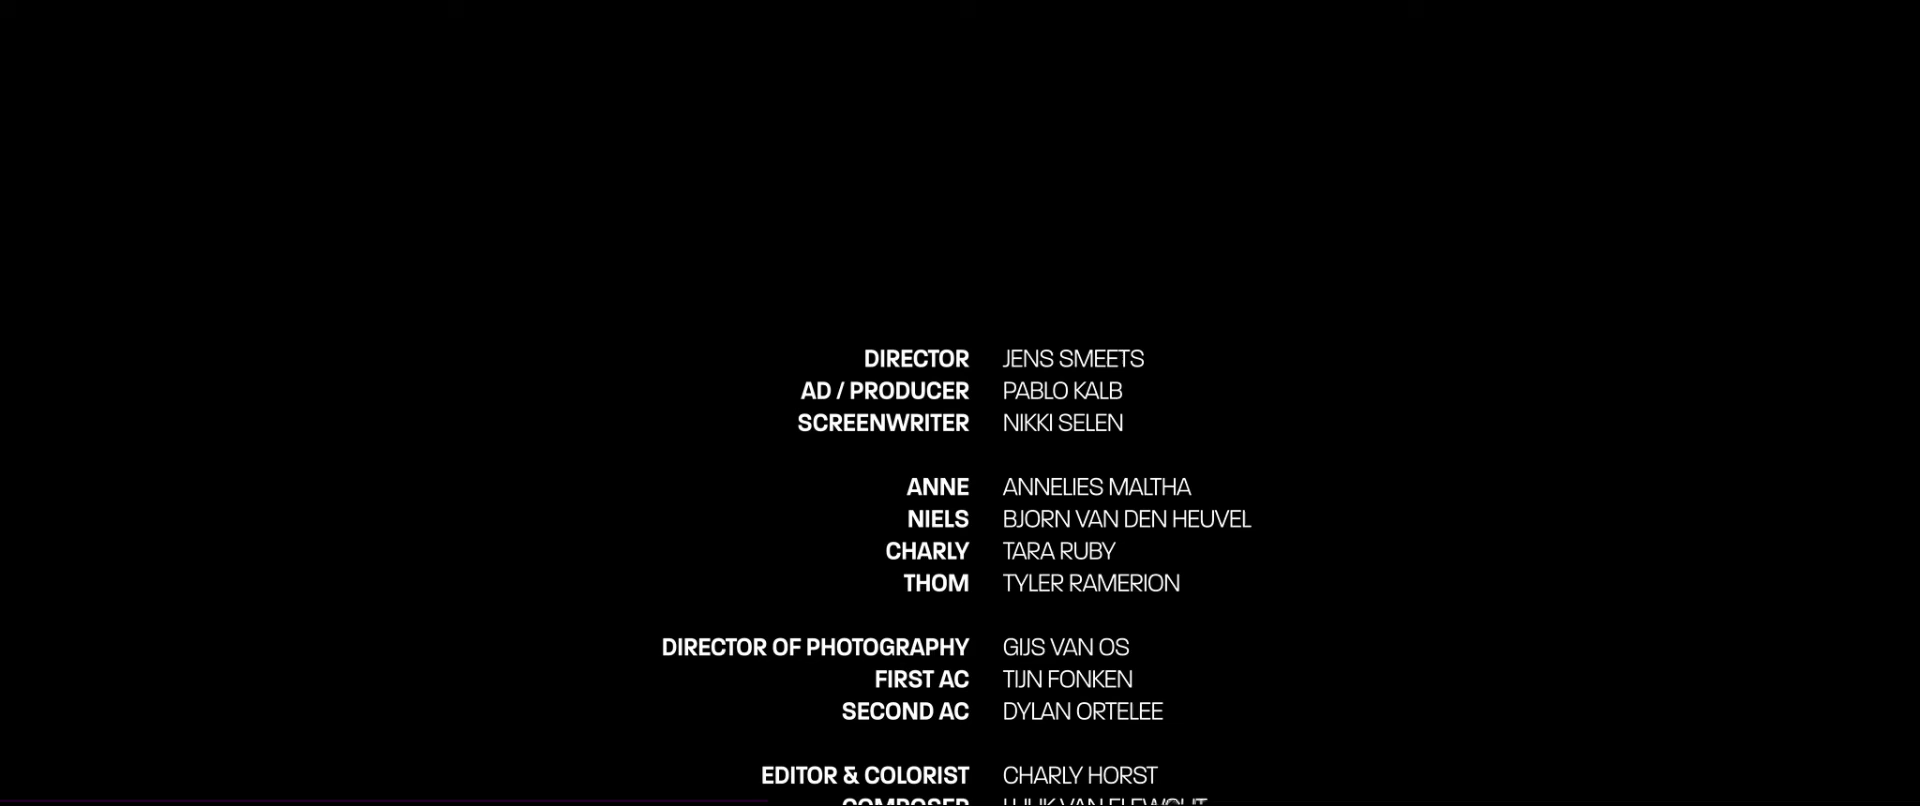 DIRECTOR JENS SMEETS
AD / PRODUCER PABLO KALB
SCREENWRITER NIKKI SELEN
ANNE ANNELIES MALTHA
NIELS BJORN VAN DEN HEUVEL
CHARLY TARA RUBY
THOM TYLER RAMERION
DIRECTOR OF PHOTOGRAPHY GIJS VAN OS
FIRST AC TIJN FONKEN
SECOND AC DYLAN ORTELEE
EDITOR & COLORIST CHARLY HORST
COMPOSER VAN